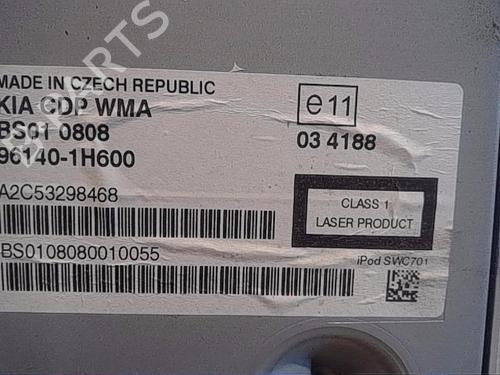 PARTS
MADE IN CZECH REPUBLIC
KIA CDP WMA
BS01 0808
96140-1H600
A2C53298468
BS0108080010055
e11
03 4188
CLASS 1
LASER PRODUCT
iPod SWC701